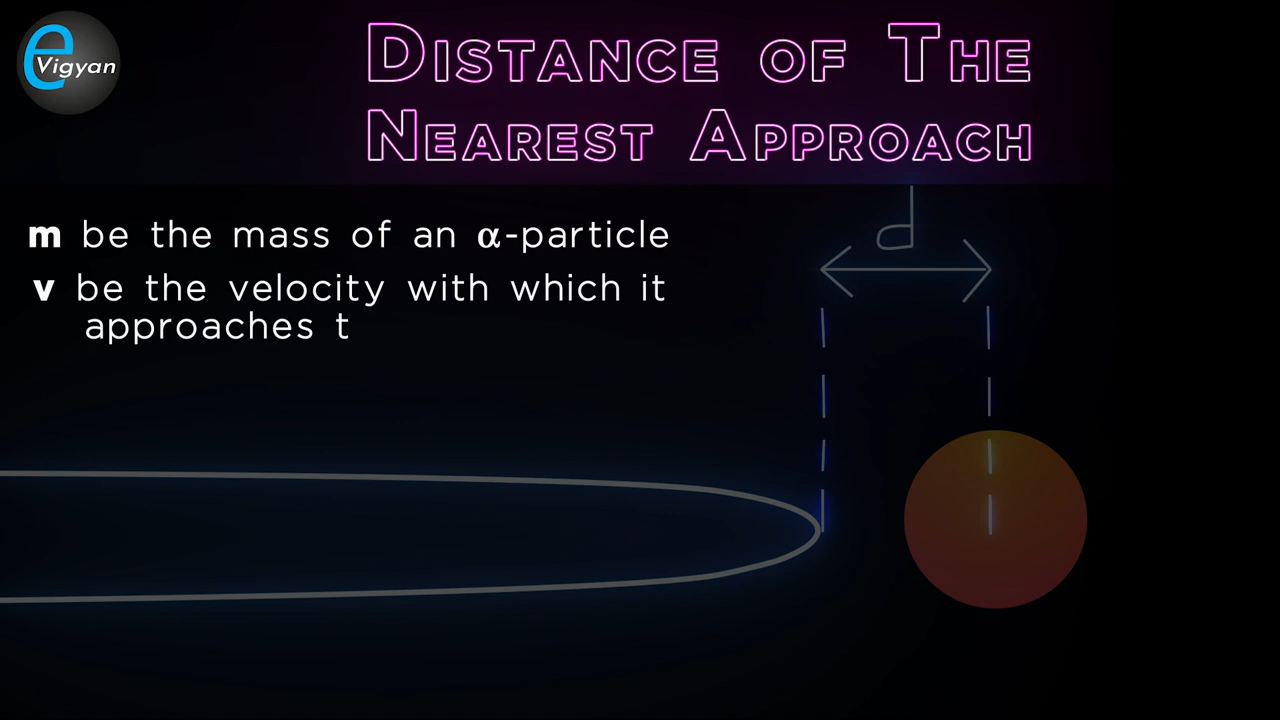 e Vigyan
Distance of The
Nearest Approach
d
m be the mass of an α-particle
v be the velocity with which it
approaches t